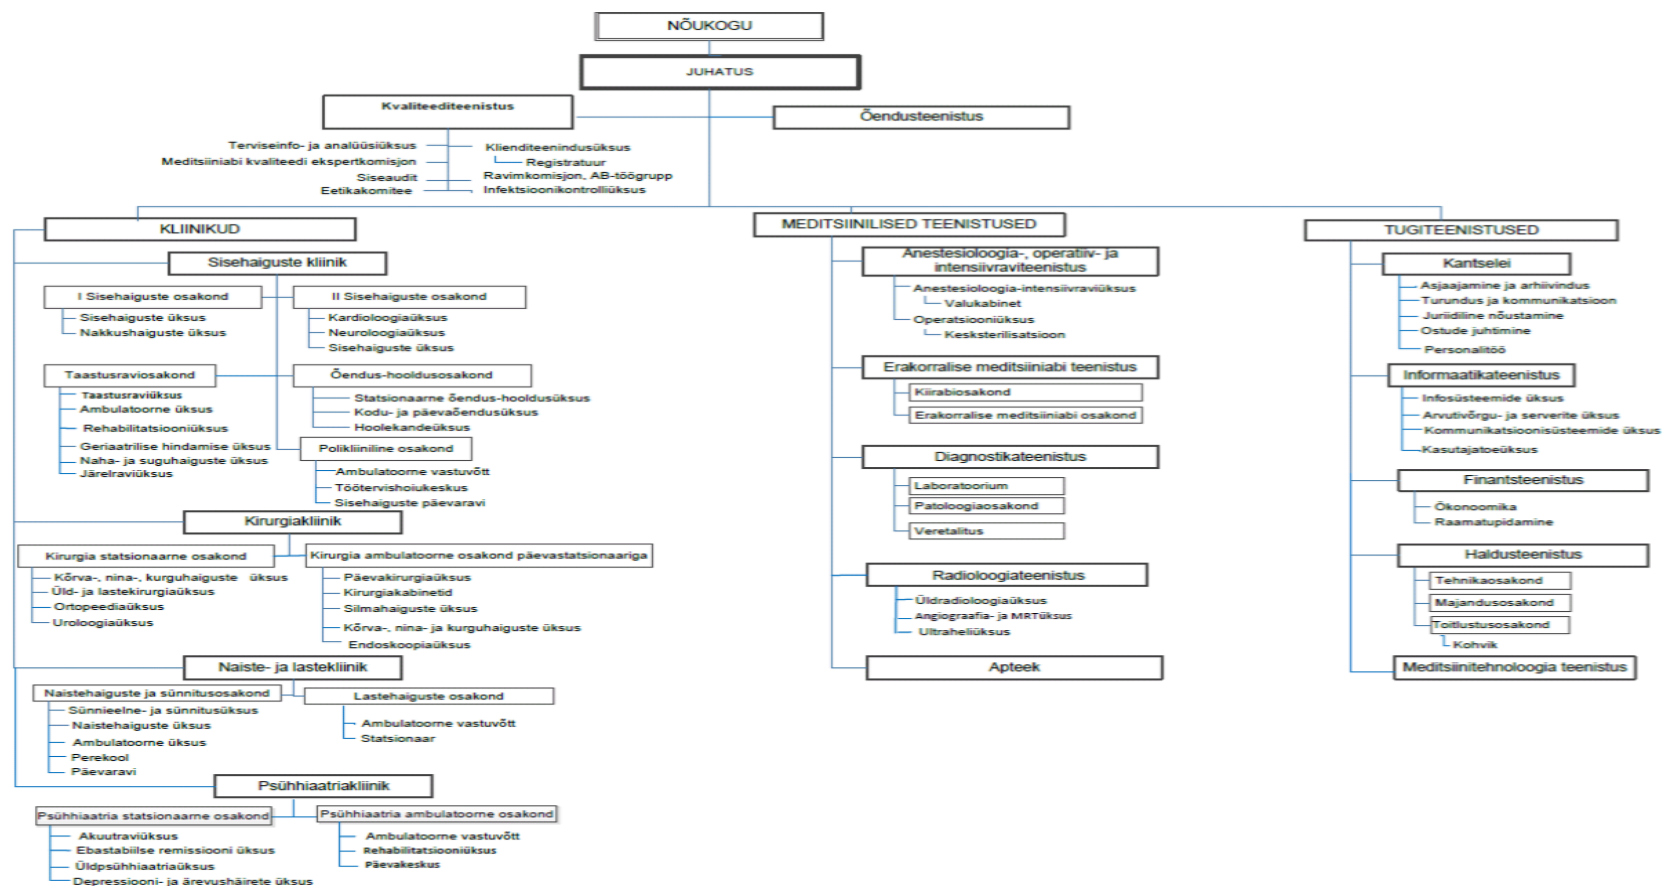 NÕUKOGU
JUHATUS
Kvaliteediteenistus
Õendusteenistus
Terviseinfo- ja analüüsiüksus
Meditsiiniabi kvaliteedi ekspertkomisjon
Siseaudit
Eetikakomitee
Klienditeenindusüksus
Registratuur
Ravimkomisjon, AB-töögrupp
Infektsioonikontrolliüksus
KLIINIKUD
Sisehaiguste kliinik
I Sisehaiguste osakond
Sisehaiguste üksus
Nakkushaiguste üksus
II Sisehaiguste osakond
Kardioloogiaüksus
Neuroloogiaüksus
Sisehaiguste üksus
Taastusraviosakond
Taastusraviüksus
Ambulatoorne üksus
Rehabilitatsiooniüksus
Geriaatrilise hindamise üksus
Naha- ja suguhaiguste üksus
Järelraviüksus
Õendus-hooldusosakond
Statsionaarne õendus-hooldusüksus
Kodu- ja päevaõendusüksus
Hoolekandeüksus
Polikliiniline osakond
Ambulatoorne vastuvõtt
Töötervishoiukeskus
Sisehaiguste päevaravi
Kirurgiakliinik
Kirurgia statsionaarne osakond
Kõrva-, nina-, kurguhaiguste üksus
Üld- ja lastekirurgiaüksus
Ortopeediaüksus
Uroloogiaüksus
Kirurgia ambulatoorne osakond päevastatsionaariga
Päevakirurgiaüksus
Kirurgiakabinetid
Silmahaiguste üksus
Kõrva-, nina- ja kurguhaiguste üksus
Endoskoopiaüksus
Naiste- ja lastekliinik
Naistehaiguste ja sünnitusosakond
Sünnieelne- ja sünnitusüksus
Naistehaiguste üksus
Ambulatoorne üksus
Perekool
Päevaravi
Lastehaiguste osakond
Ambulatoorne vastuvõtt
Statsionaar
Psühhiaatriakliinik
Psühhiaatria statsionaarne osakond
Akuutraviüksus
Ebastabiilse remissiooni üksus
Üldpsühhiaatriaüksus
Depressiooni- ja ärevushäirete üksus
Psühhiaatria ambulatoorne osakond
Ambulatoorne vastuvõtt
Rehabilitatsiooniüksus
Päevakeskus
MEDITSIINILISED TEENISTUSED
Anestesioloogia-, operatiiv- ja
intensiivraviteenistus
Anestesioloogia-intensiivraviüksus
Valukabinet
Operatsiooniüksus
Kesksterilisatsioon
Erakorralise meditsiiniabi teenistus
Kiirabiosakond
Erakorralise meditsiiniabi osakond
Diagnostikateenistus
Laboratoorium
Patoloogiaosakond
Veretalitus
Radioloogiateenistus
Üldradioloogiaüksus
Angiograafia- ja MRTüksus
Ultraheliüksus
Apteek
TUGITEENISTUSED
Kantselei
Asjaajamine ja arhiivindus
Turundus ja kommunikatsioon
Juriidiline nõustamine
Ostude juhtimine
Personalitöö
Informaatikateenistus
Infosüsteemide üksus
Arvutivõrgu- ja serverite üksus
Kommunikatsioonisüsteemide üksus
Kasutajatoeüksus
Finantsteenistus
Ökonoomika
Raamatupidamine
Haldusteenistus
Tehnikaosakond
Majandusosakond
Toitlustusosakond
Kohvik
Meditsiinitehnoloogia teenistus